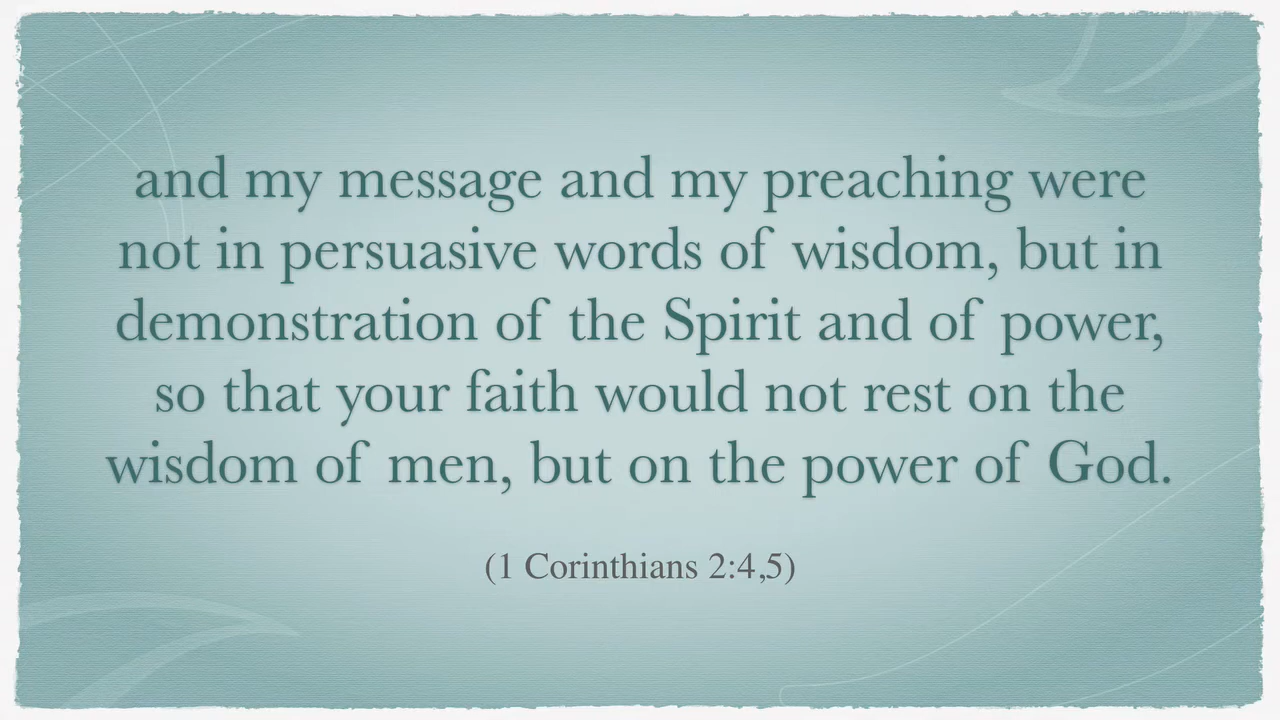 and my message and my preaching were
not in persuasive words of wisdom, but in
demonstration of the Spirit and of power,
so that your faith would not rest on the
wisdom of men, but on the power of God.
(1 Corinthians 2:4,5)